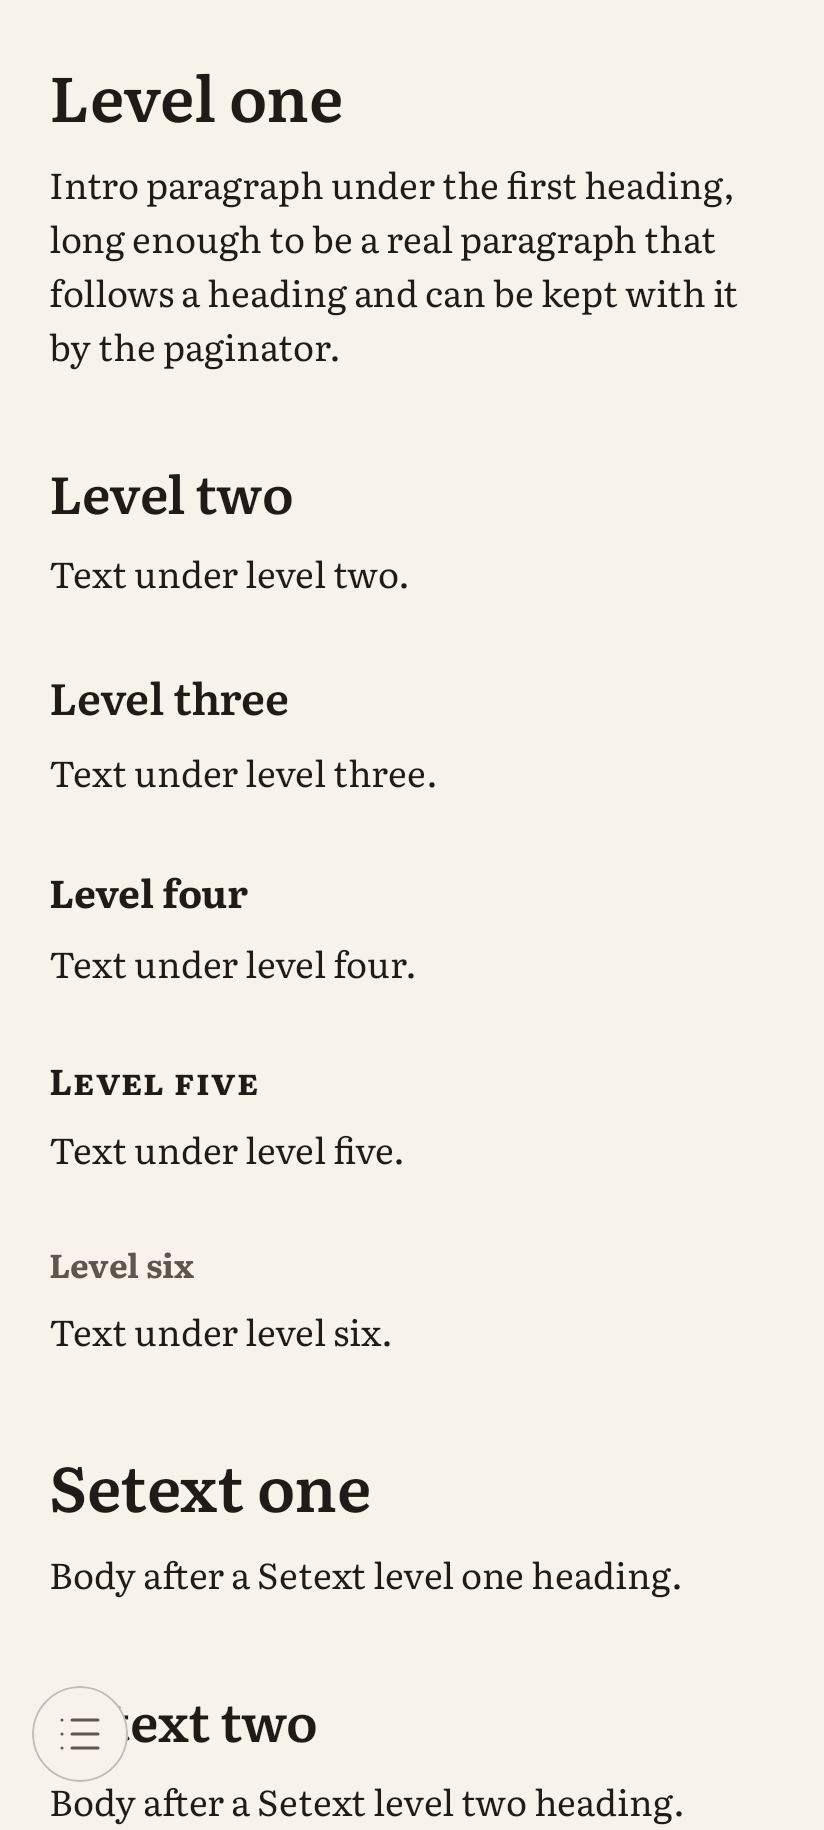 Level one
Intro paragraph under the first heading,
long enough to be a real paragraph that
follows a heading and can be kept with it
by the paginator.
Level two
Text under level two.
Level three
Text under level three.
Level four
Text under level four.
Level five
Text under level five.
Level six
Text under level six.
Setext one
Body after a Setext level one heading.
two
Body after a Setext level two heading.